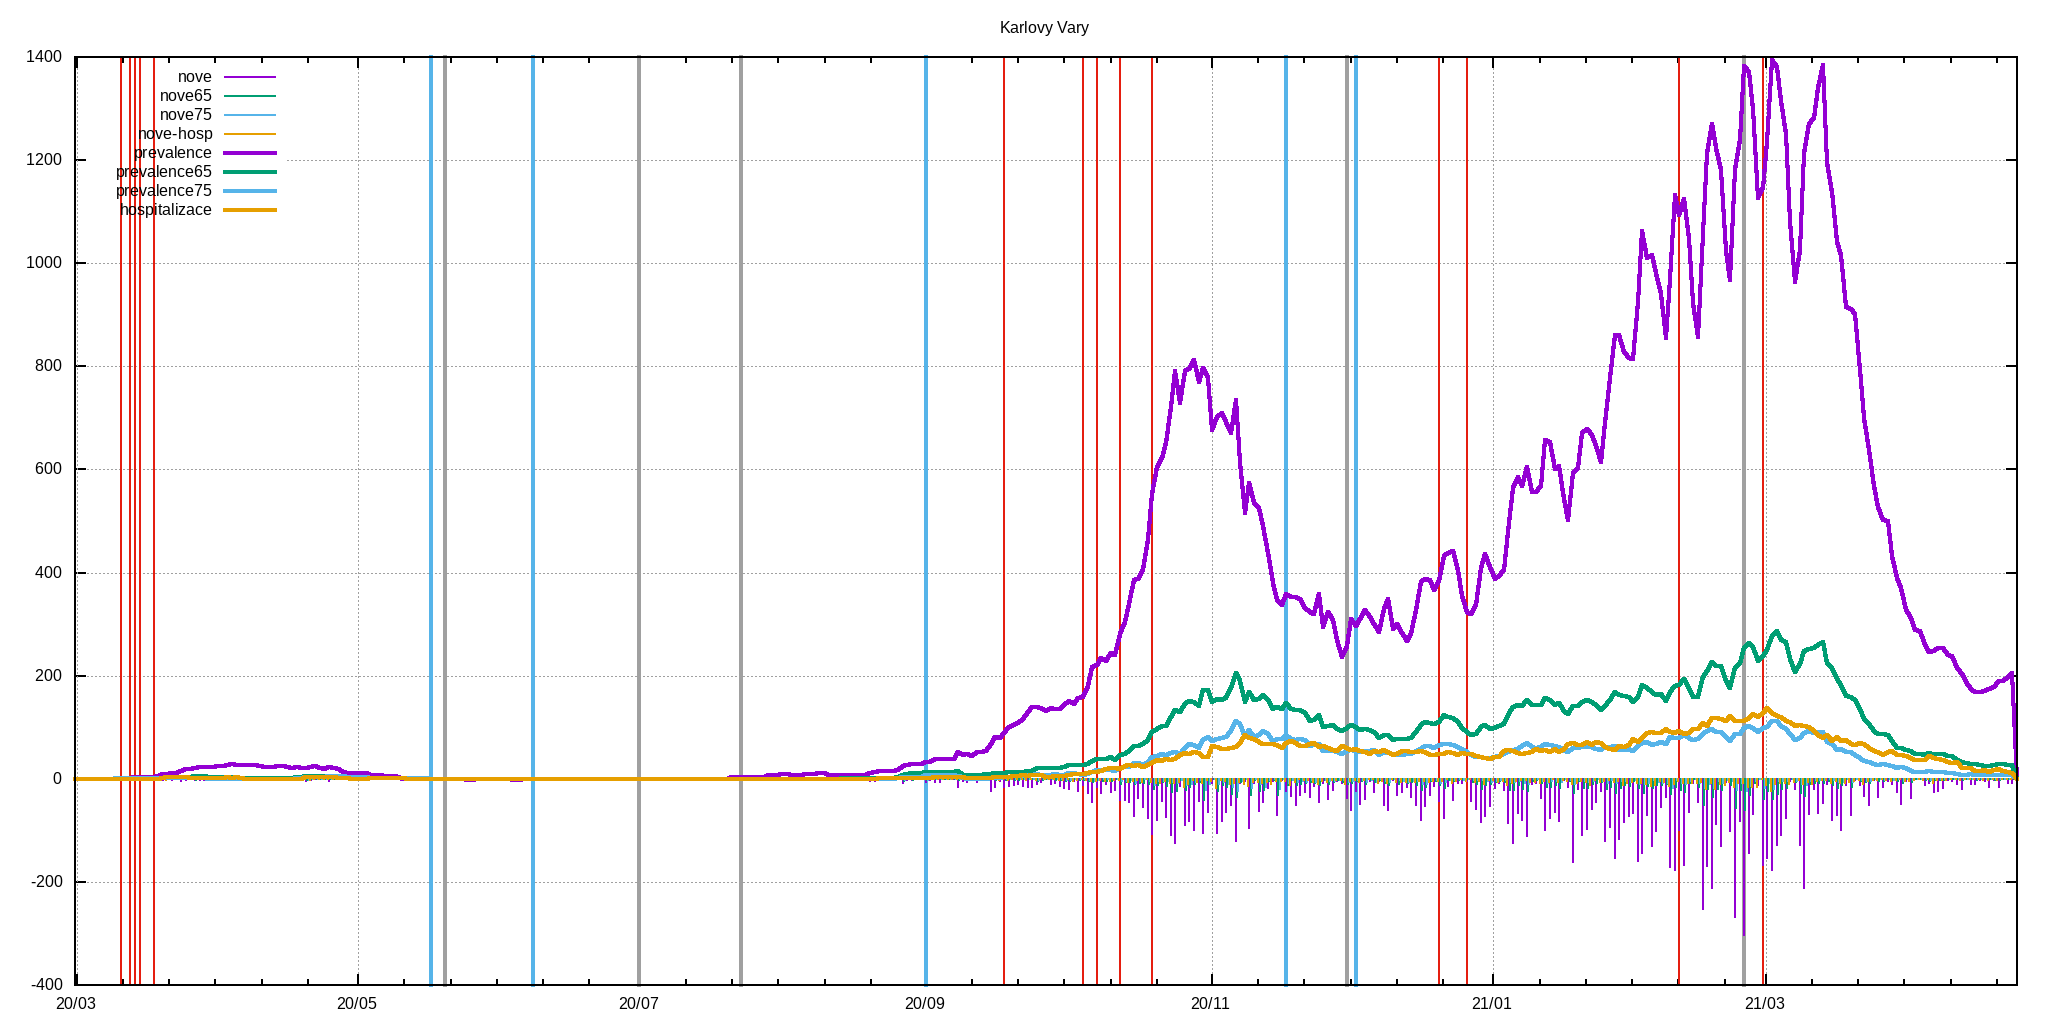 Karlovy Vary
1400
1200
1000
800
600
400
200
0
-200
-400
nove
nove65
nove75
nove-hosp
prevalence
prevalence65
prevalence75
hospitalizace
20/03 20/05 20/07 20/09 20/11 21/01 21/03